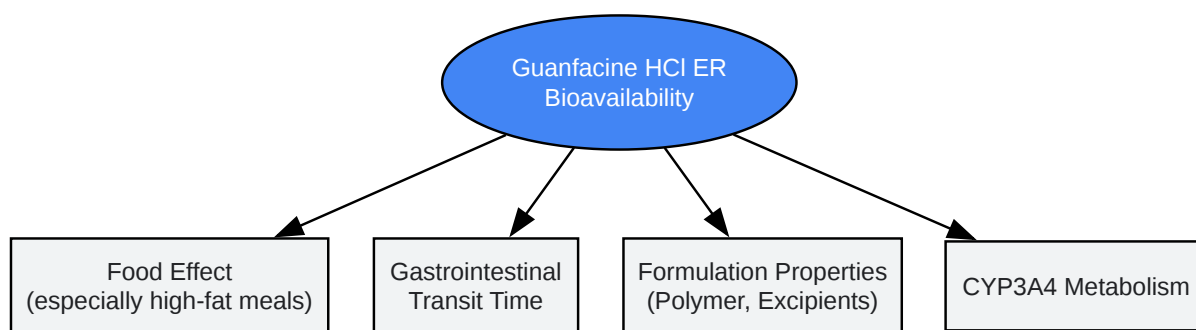 Guanfacine HCl ER
Bioavailability
Food Effect
(especially high-fat meals)
Gastrointestinal
Transit Time
Formulation Properties
(Polymer, Excipients)
CYP3A4 Metabolism